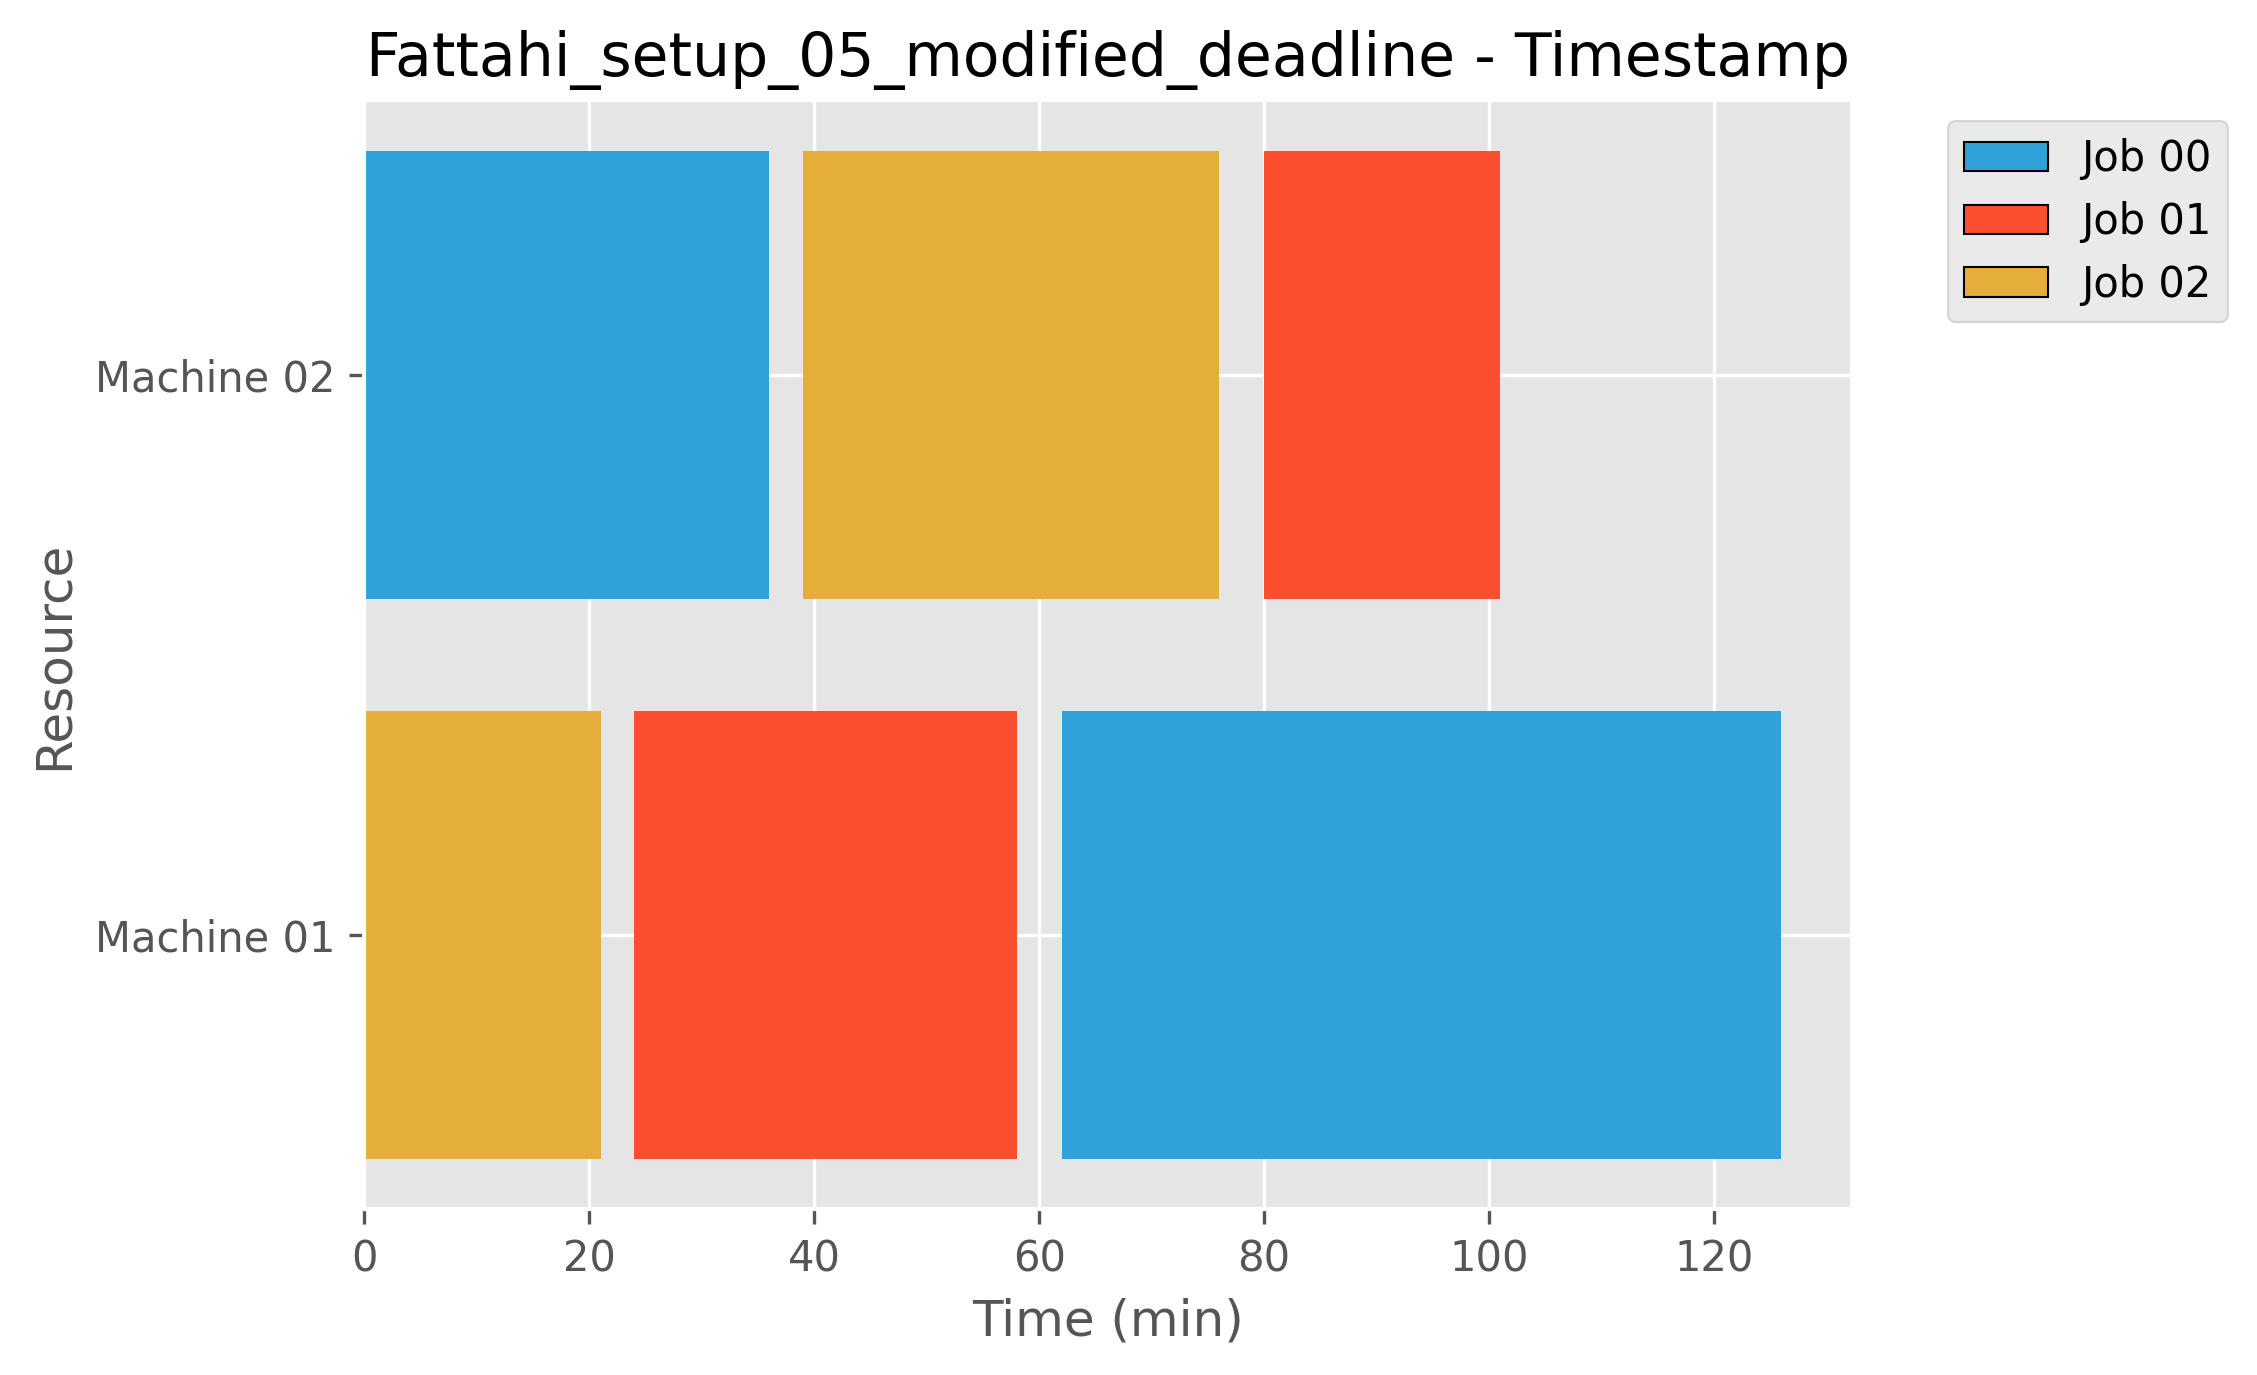 Fattahi_setup_05_modified_deadline - Timestamp
Job 00
Job 01
Job 02
Machine 02
Machine 01
Resource
0 20 40 60 80 100 120
Time (min)